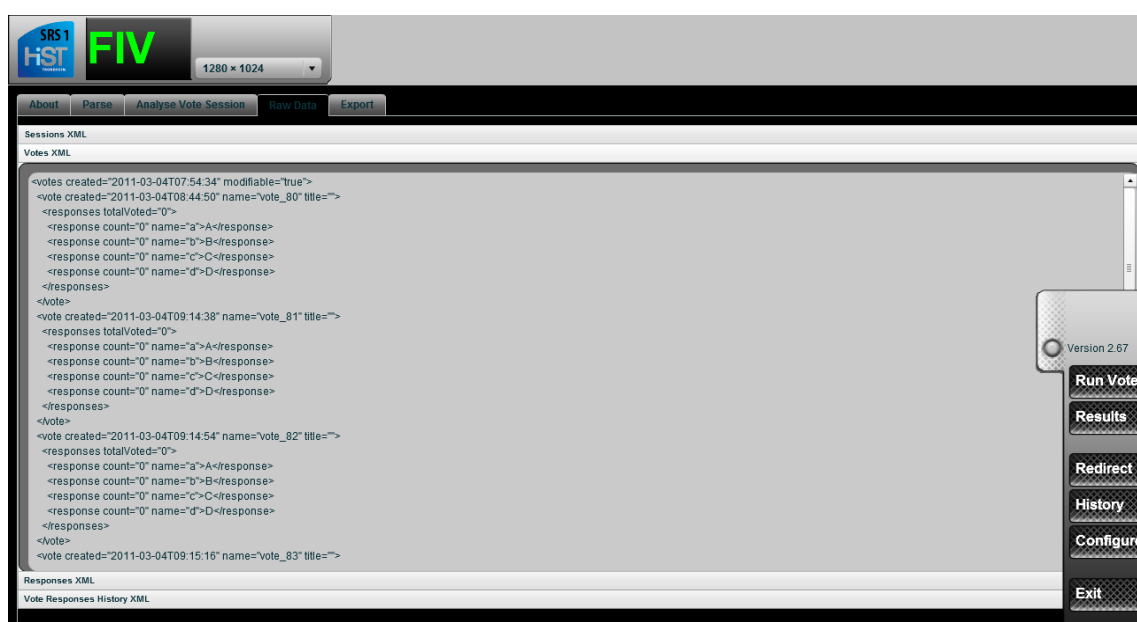 SRS 1
HiST
FIV
1280 × 1024
About
Parse
Analyse Vote Session
Raw Data
Export
Sessions XML
Votes XML
<votes created="2011-03-04T07:54:34" modifiable="true">
<vote created="2011-03-04T08:44:50" name="vote_80" title="">
<responses totalVoted="0">
<response count="0" name="a">A</response>
<response count="0" name="b">B</response>
<response count="0" name="c">C</response>
<response count="0" name="d">D</response>
</responses>
</vote>
<vote created="2011-03-04T09:14:38" name="vote_81" title="">
<responses totalVoted="0">
<response count="0" name="a">A</response>
<response count="0" name="b">B</response>
<response count="0" name="c">C</response>
<response count="0" name="d">D</response>
</responses>
</vote>
<vote created="2011-03-04T09:14:54" name="vote_82" title="">
<responses totalVoted="0">
<response count="0" name="a">A</response>
<response count="0" name="b">B</response>
<response count="0" name="c">C</response>
<response count="0" name="d">D</response>
</responses>
</vote>
<vote created="2011-03-04T09:15:16" name="vote_83" title="">
Responses XML
Vote Responses History XML
Version 2.67
Run Vote
Results
Redirect
History
Configure
Exit